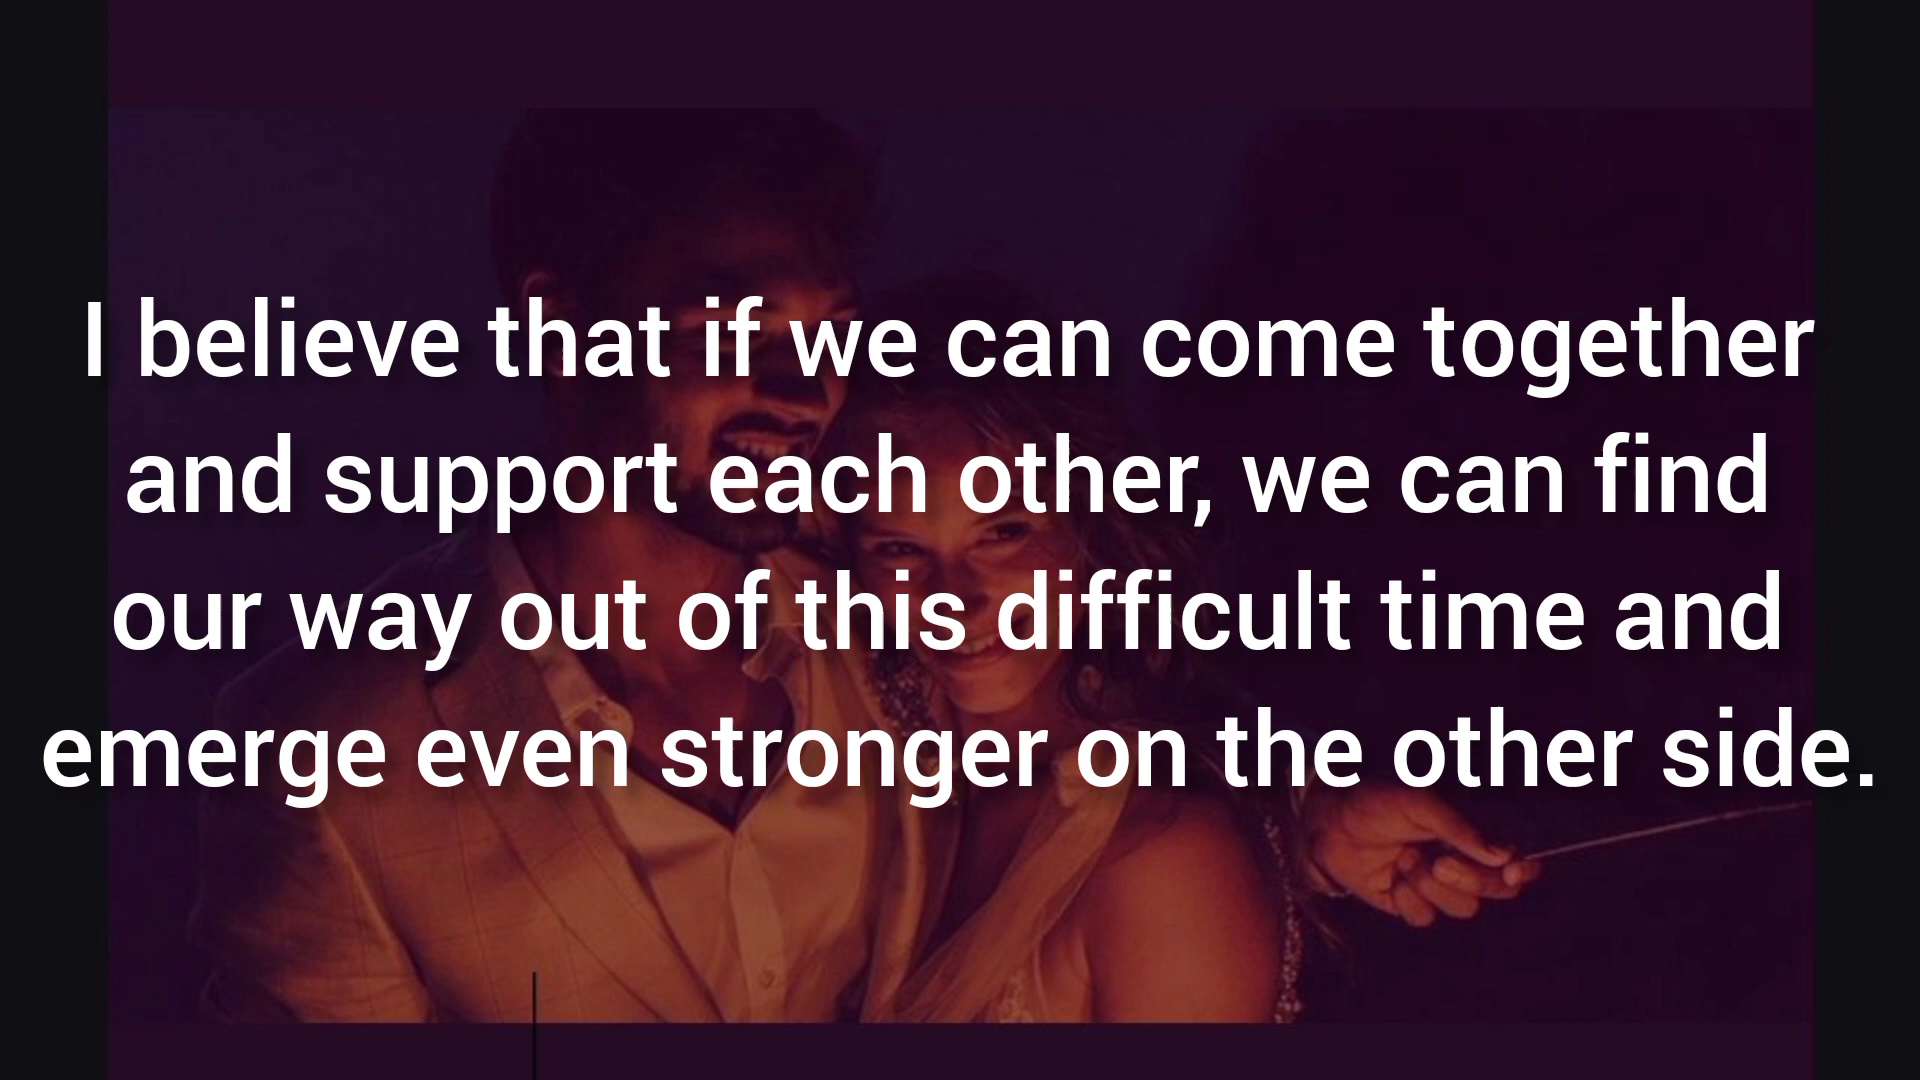 I believe that if we can come together
and support each other, we can find
our way out of this difficult time and
emerge even stronger on the other side.